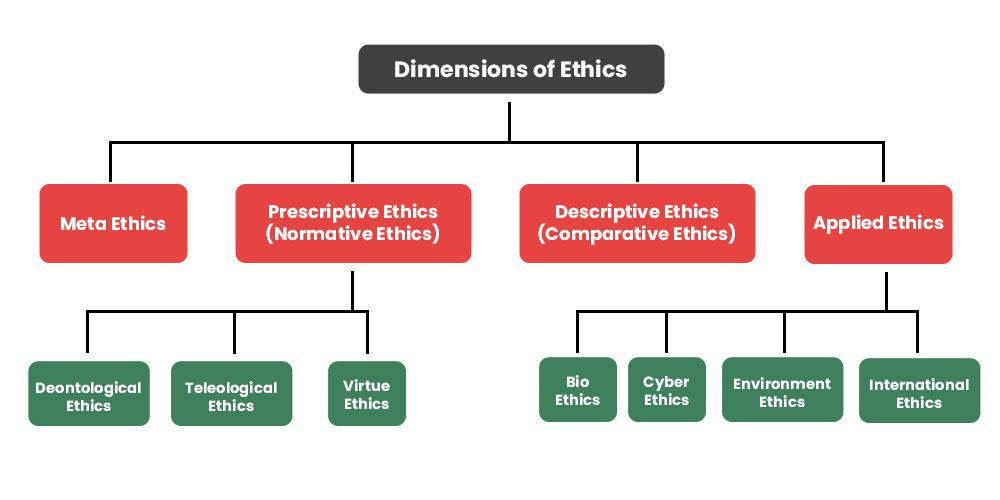 Dimensions of Ethics
Meta Ethics
Prescriptive Ethics
(Normative Ethics)
Descriptive Ethics
(Comparative Ethics)
Applied Ethics
Deontological
Ethics
Teleological
Ethics
Virtue
Ethics
Bio
Ethics
Cyber
Ethics
Environment
Ethics
International
Ethics